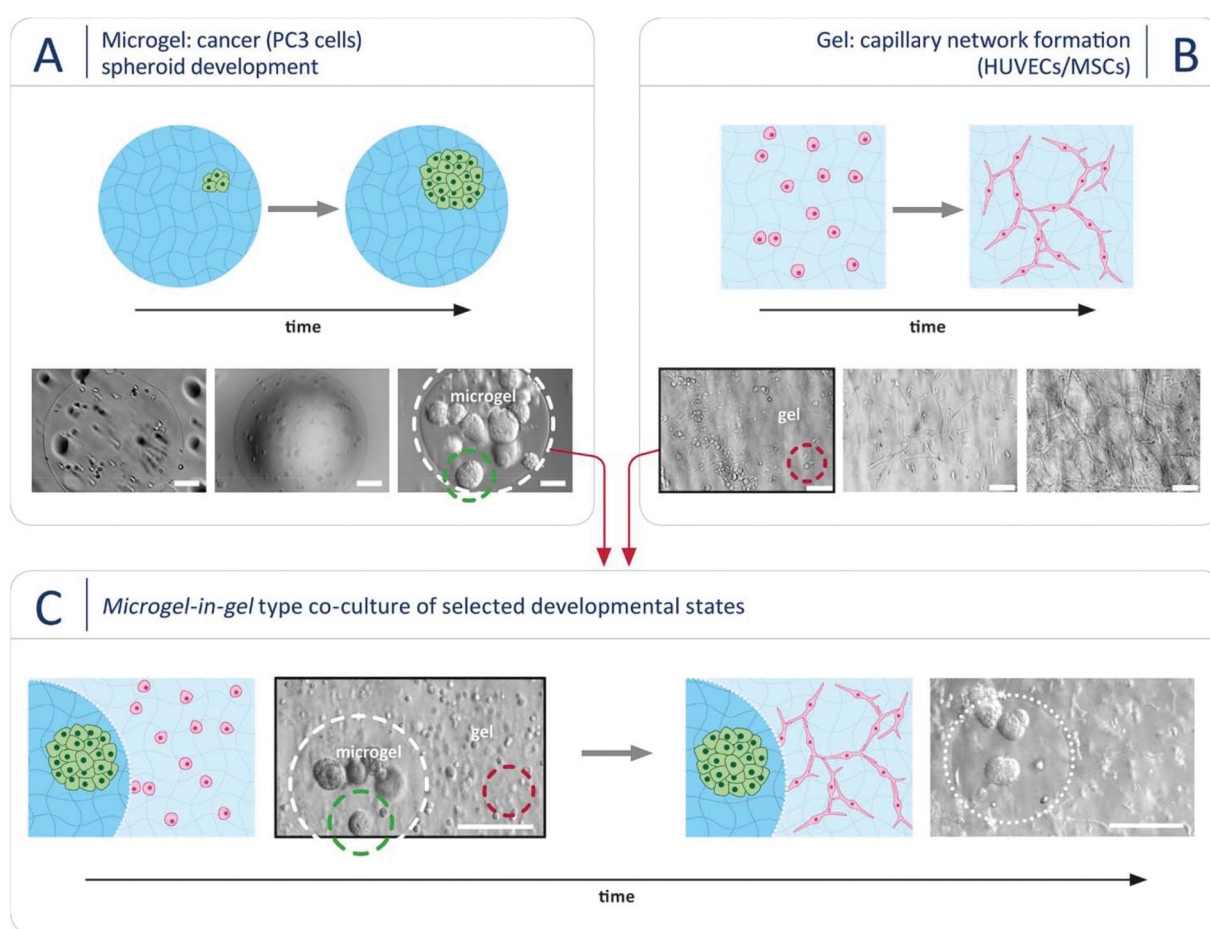 A
Microgel: cancer (PC3 cells)
spheroid development
time
microgel
Gel: capillary network formation
(HUVECs/MSCs)
B
time
gel
C
Microgel-in-gel type co-culture of selected developmental states
microgel
gel
time